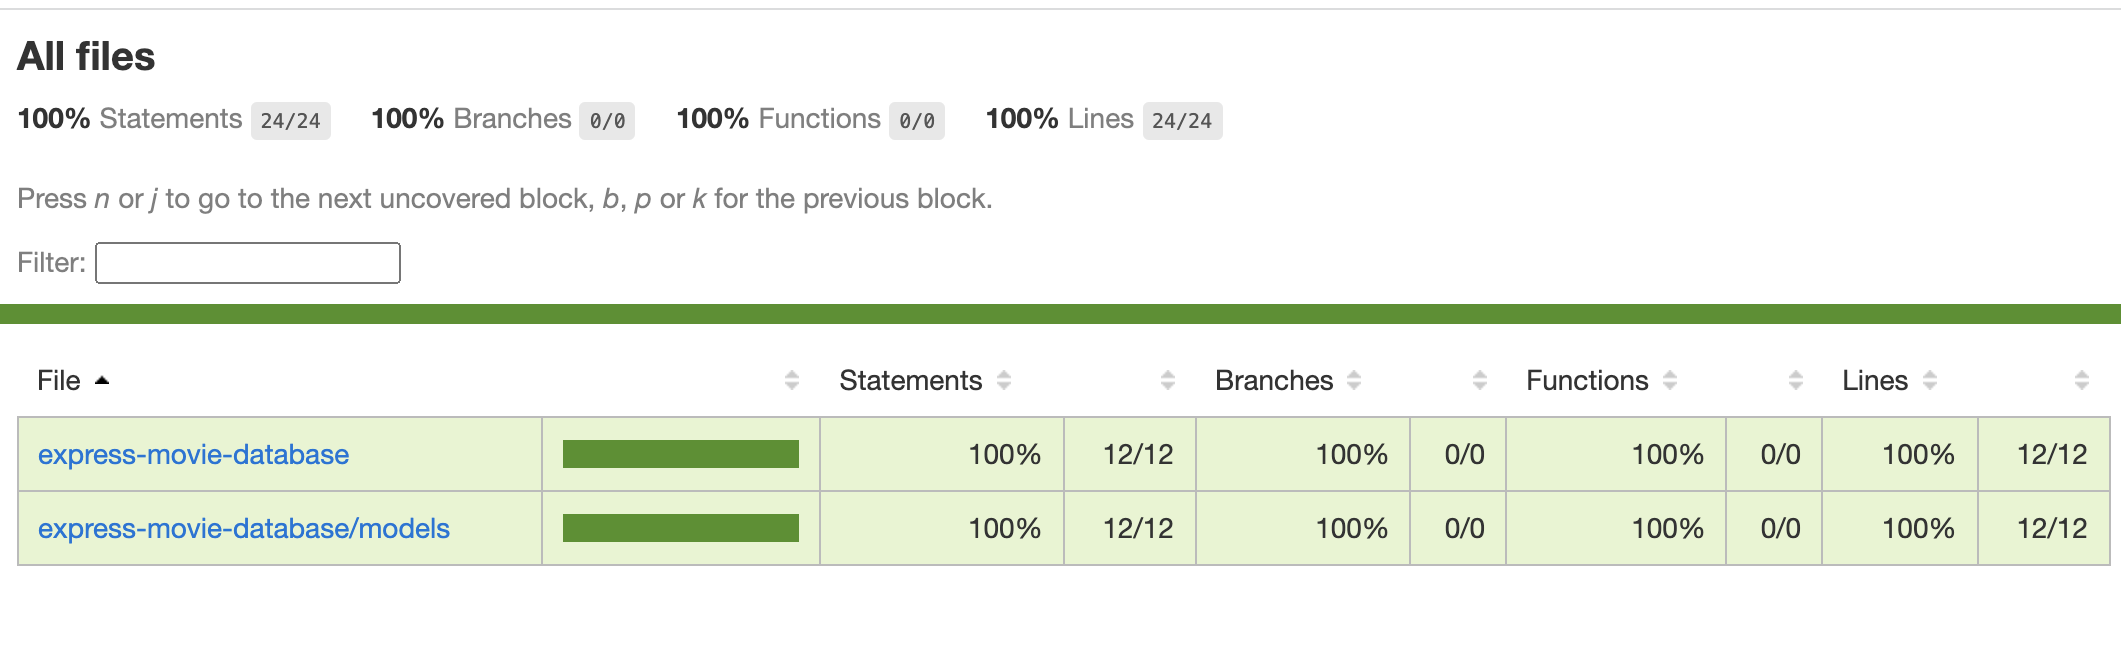 All files
100% Statements 24/24 100% Branches 0/0 100% Functions 0/0 100% Lines 24/24
Press n or j to go to the next uncovered block, b, p or k for the previous block.
Filter:
File Statements Branches Functions Lines
express-movie-database 100% 12/12 100% 0/0 100% 0/0 100% 12/12
express-movie-database/models 100% 12/12 100% 0/0 100% 0/0 100% 12/12